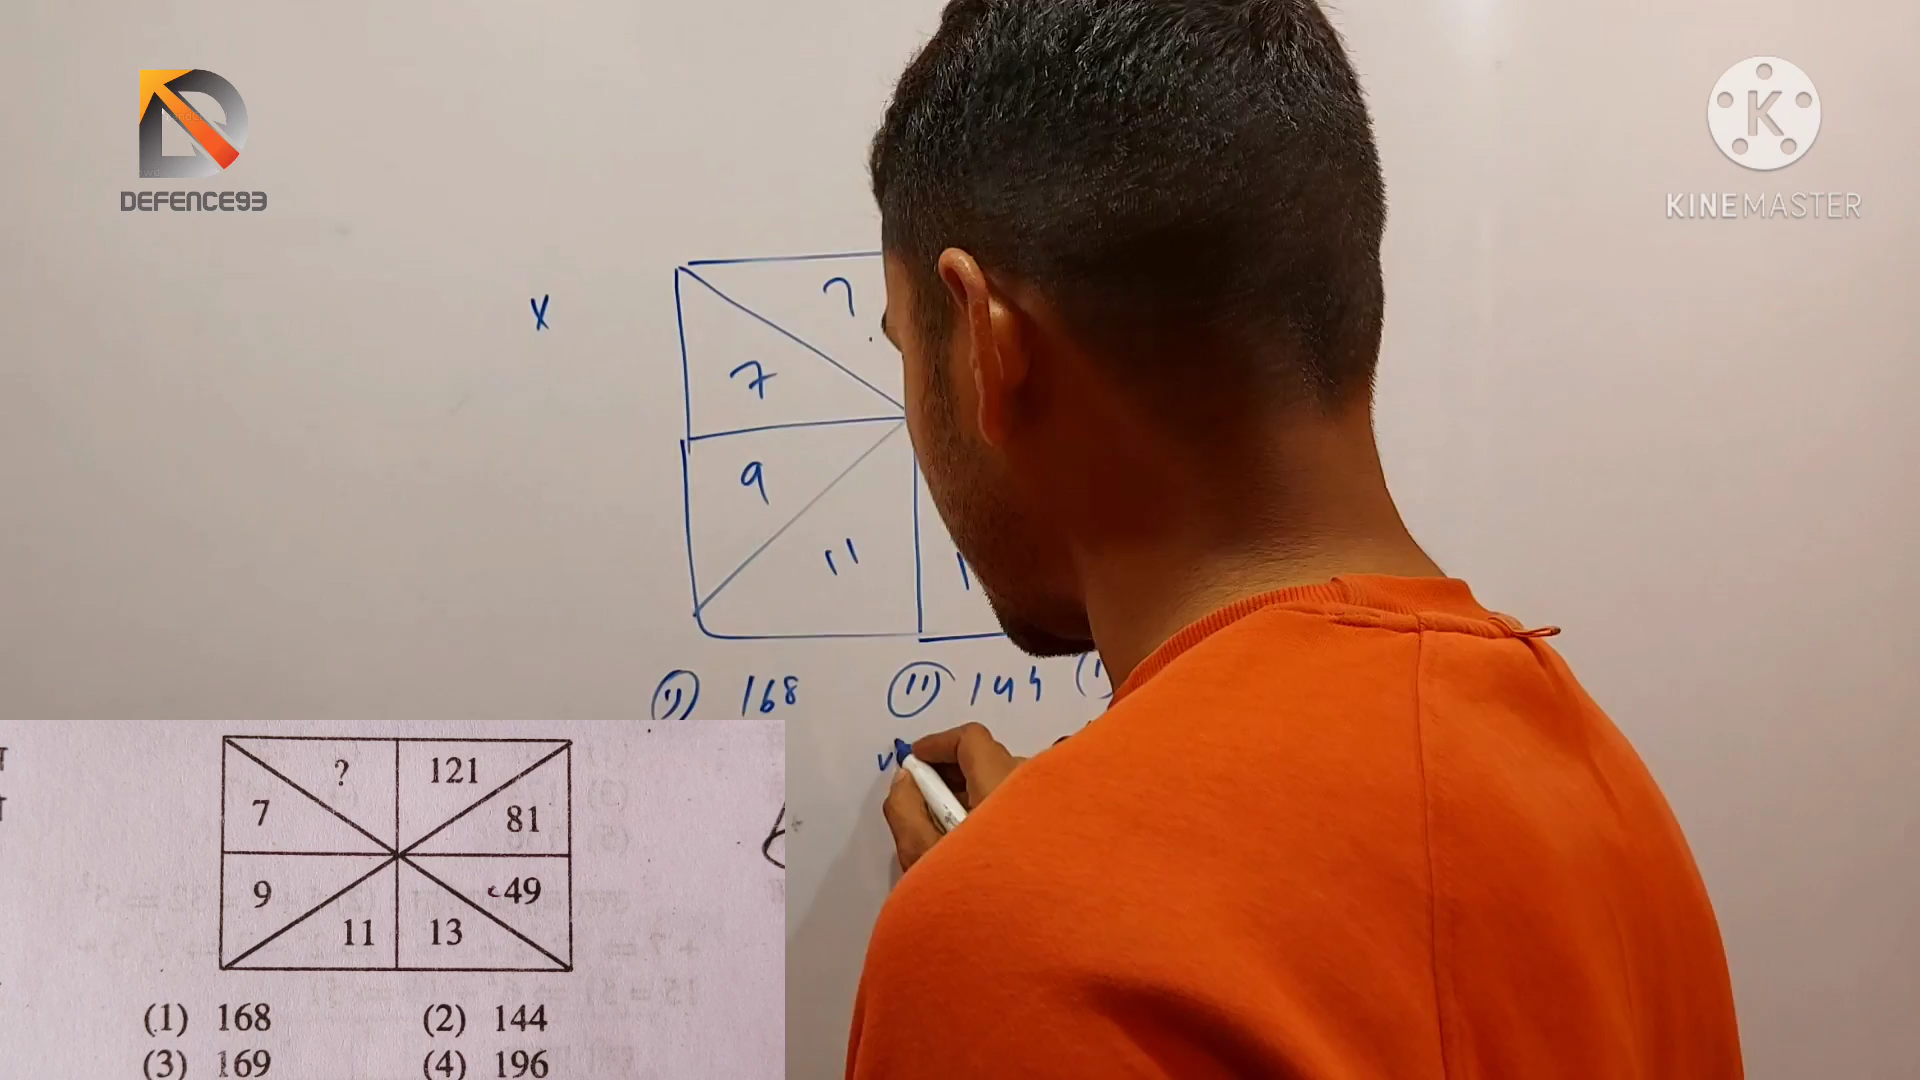 DEFENCE93
K
KINEMASTER
x
?
7
9
11
1
(i) 168 (ii) 144
? 121
7 81
9 49
11 13
(1) 168 (2) 144
(3) 169 (4) 196